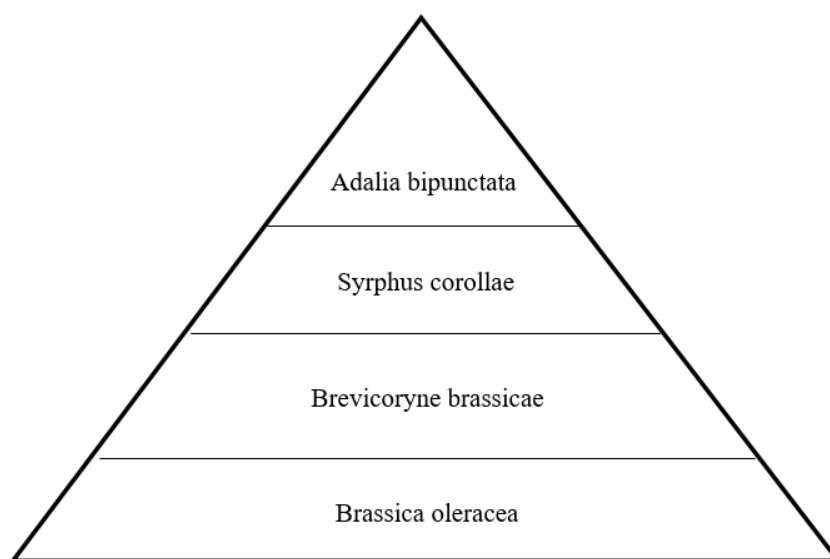 Adalia bipunctata
Syrphus corollae
Brevicoryne brassicae
Brassica oleracea